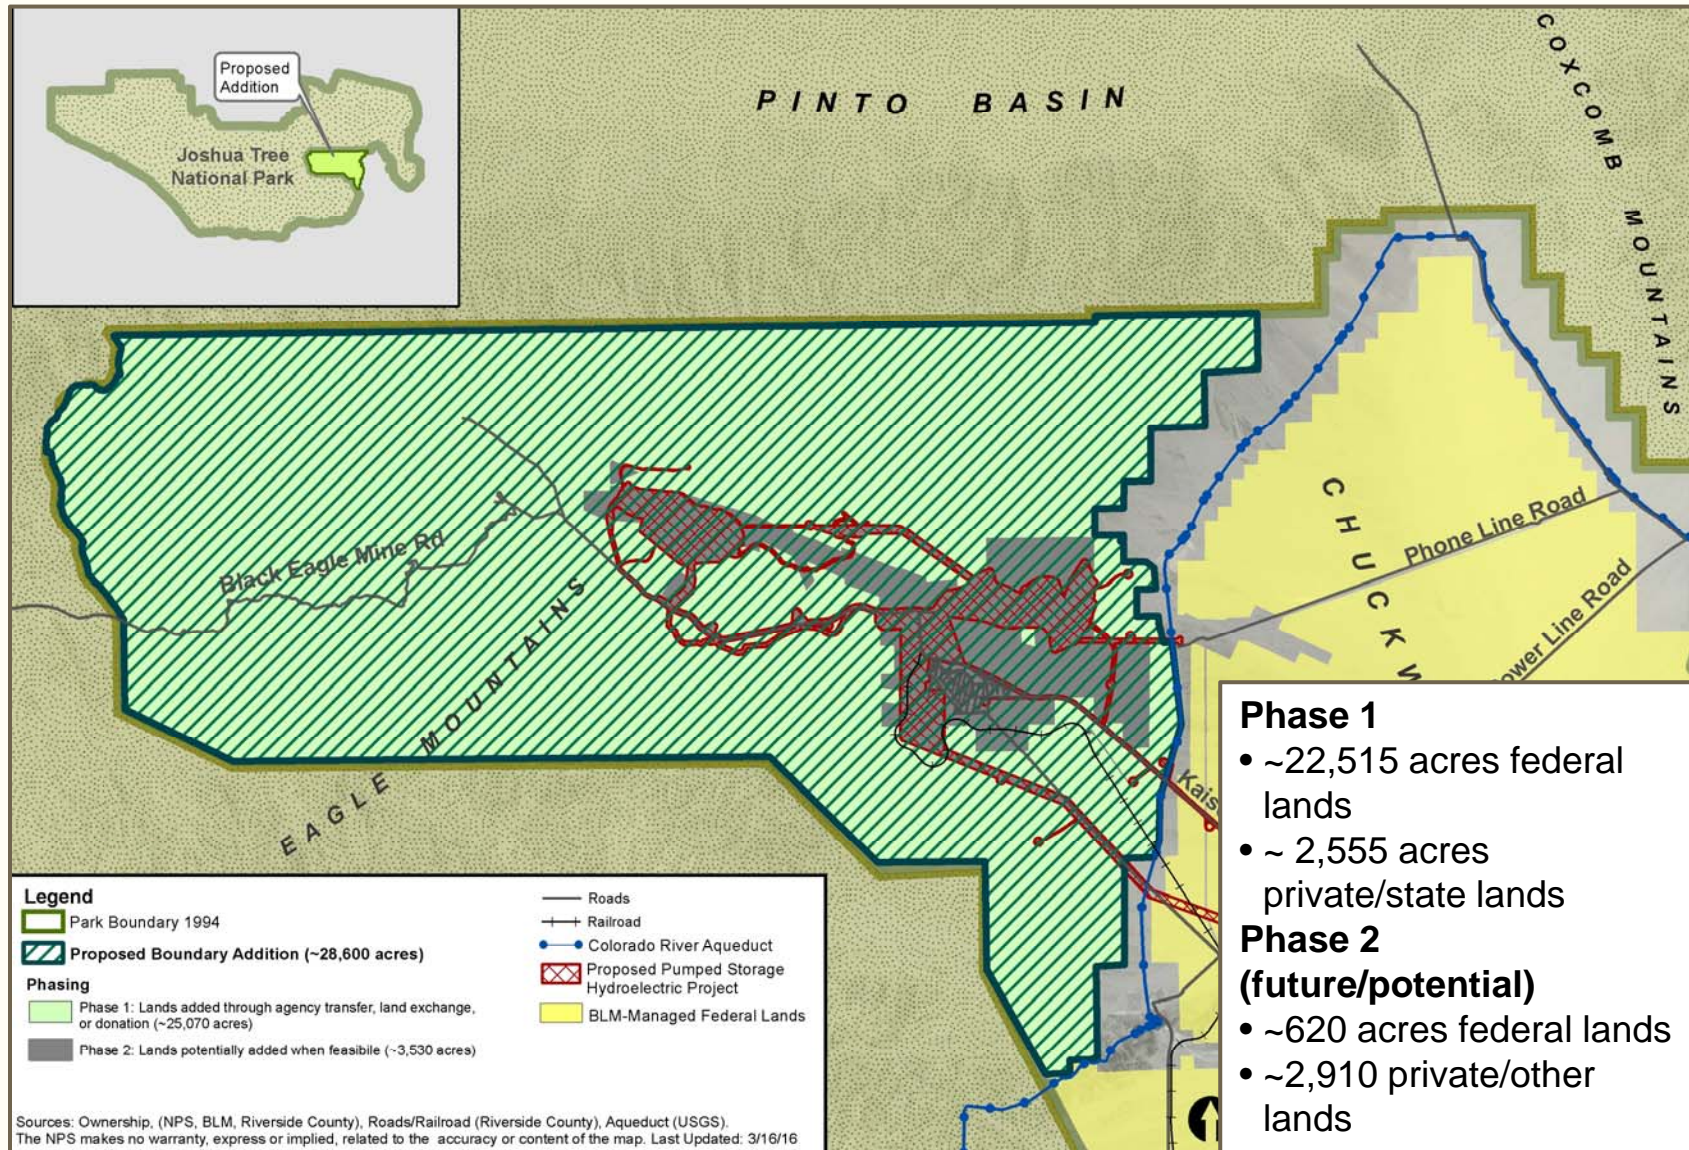 Proposed
Addition
Joshua Tree
National Park
PINTO BASIN
COXCOMB MOUNTAINS
Black Eagle Mine Rd
EAGLE MOUNTAINS
CHUCKW
Phone Line Road
ower Line Road
Kais
Legend
Park Boundary 1994
Proposed Boundary Addition (~28,600 acres)
Phasing
Phase 1: Lands added through agency transfer, land exchange,
or donation (~25,070 acres)
Phase 2: Lands potentially added when feasibile (~3,530 acres)
Roads
Railroad
Colorado River Aqueduct
Proposed Pumped Storage
Hydroelectric Project
BLM-Managed Federal Lands
Sources: Ownership, (NPS, BLM, Riverside County), Roads/Railroad (Riverside County), Aqueduct (USGS).
The NPS makes no warranty, express or implied, related to the accuracy or content of the map. Last Updated: 3/16/16
Phase 1
• ~22,515 acres federal
lands
• ~ 2,555 acres
private/state lands
Phase 2
(future/potential)
• ~620 acres federal lands
• ~2,910 private/other
lands